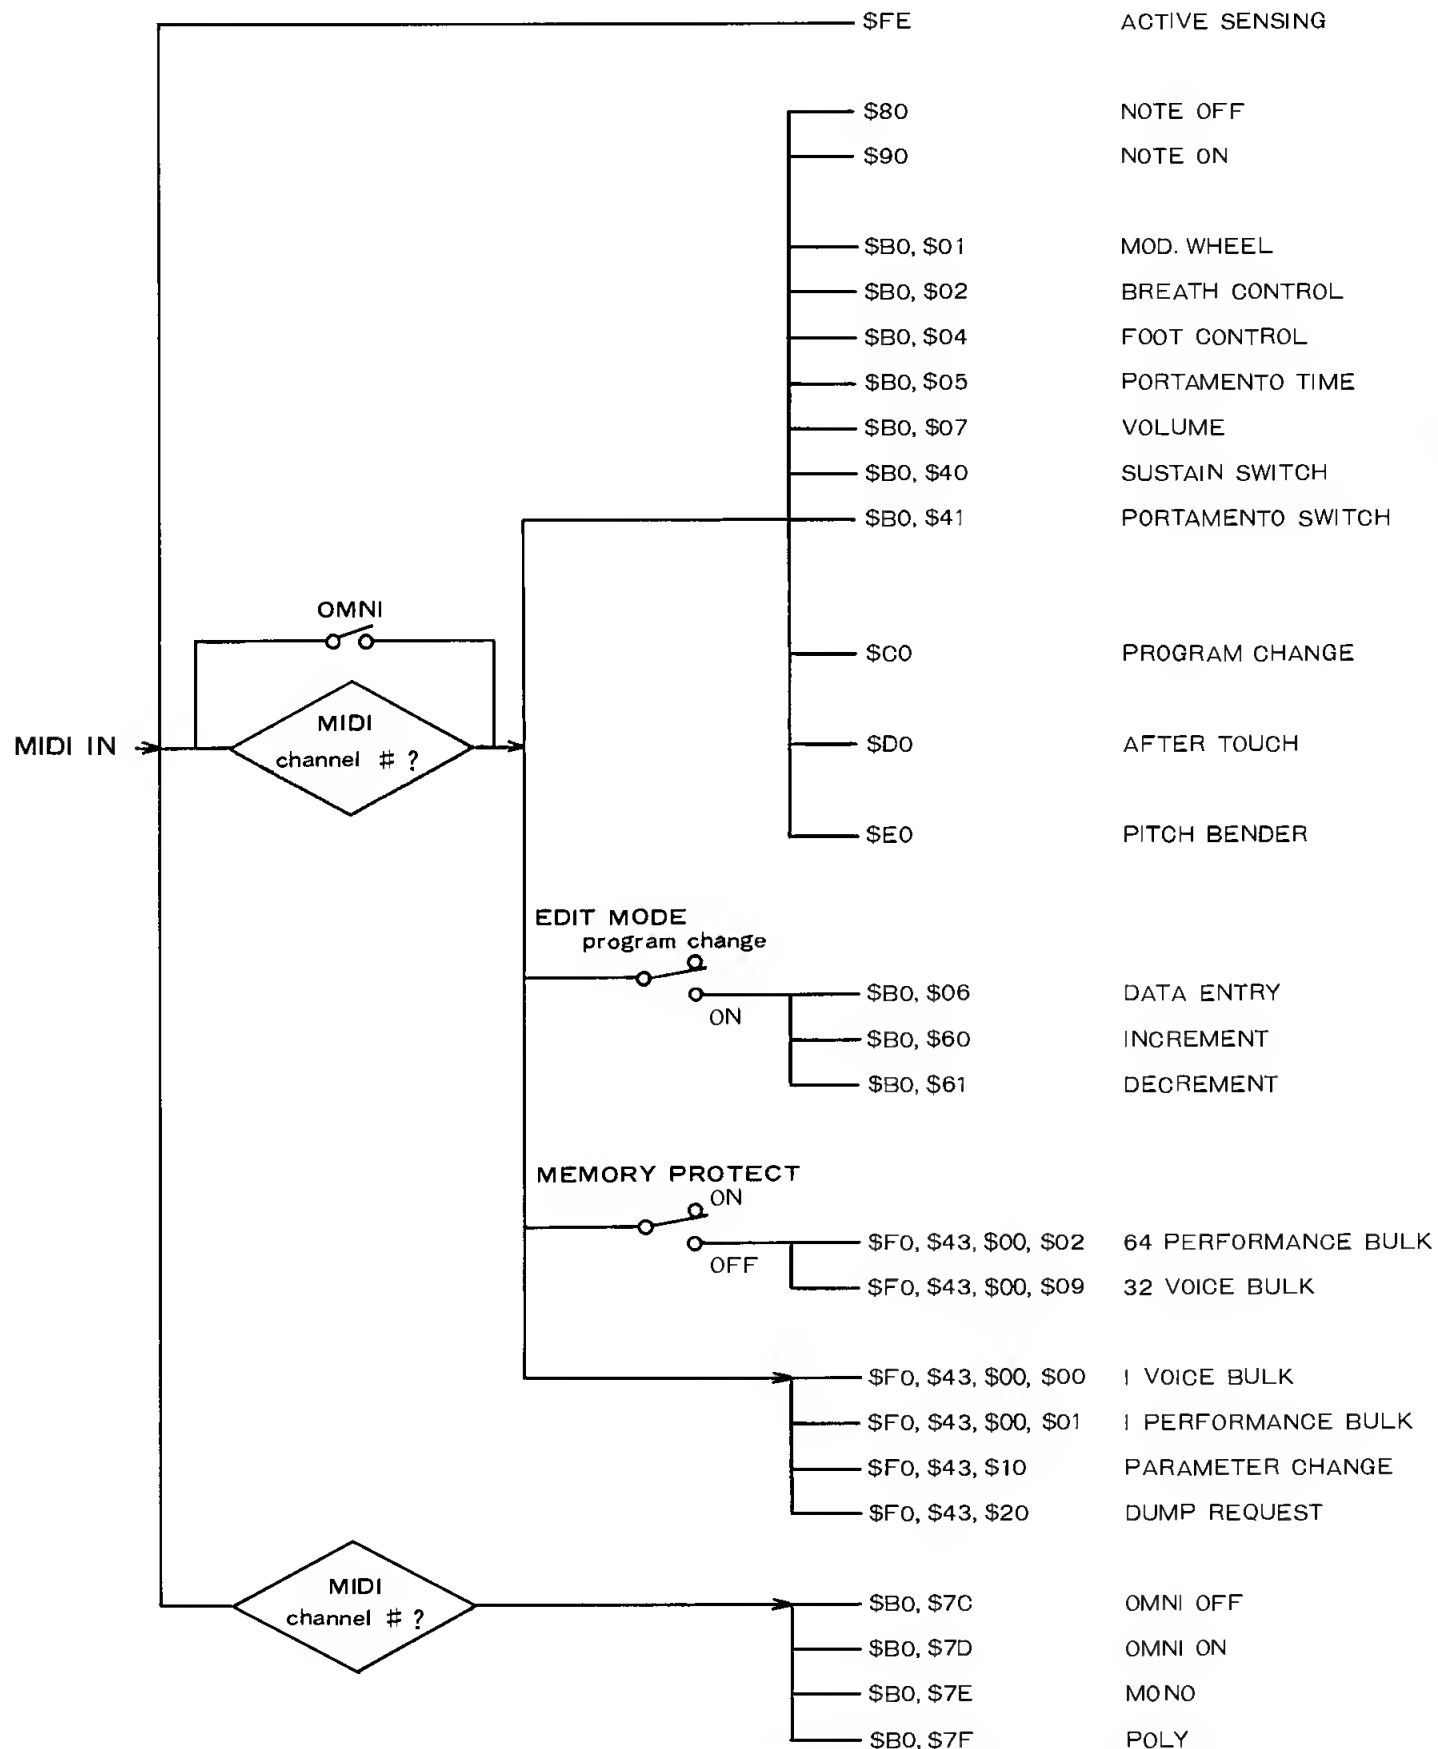 $FE ACTIVE SENSING
$80 NOTE OFF
$90 NOTE ON
$B0, $01 MOD. WHEEL
$B0, $02 BREATH CONTROL
$B0, $04 FOOT CONTROL
$B0, $05 PORTAMENTO TIME
$B0, $07 VOLUME
$B0, $40 SUSTAIN SWITCH
$B0, $41 PORTAMENTO SWITCH
OMNI
$C0 PROGRAM CHANGE
MIDI
channel # ?
MIDI IN
$D0 AFTER TOUCH
$E0 PITCH BENDER
EDIT MODE
program change
ON
$B0, $06 DATA ENTRY
$B0, $60 INCREMENT
$B0, $61 DECREMENT
MEMORY PROTECT
ON
OFF
$F0, $43, $00, $02 64 PERFORMANCE BULK
$F0, $43, $00, $09 32 VOICE BULK
$F0, $43, $00, $00 1 VOICE BULK
$F0, $43, $00, $01 1 PERFORMANCE BULK
$F0, $43, $10 PARAMETER CHANGE
$F0, $43, $20 DUMP REQUEST
MIDI
channel # ?
$B0, $7C OMNI OFF
$B0, $7D OMNI ON
$B0, $7E MONO
$B0, $7F POLY